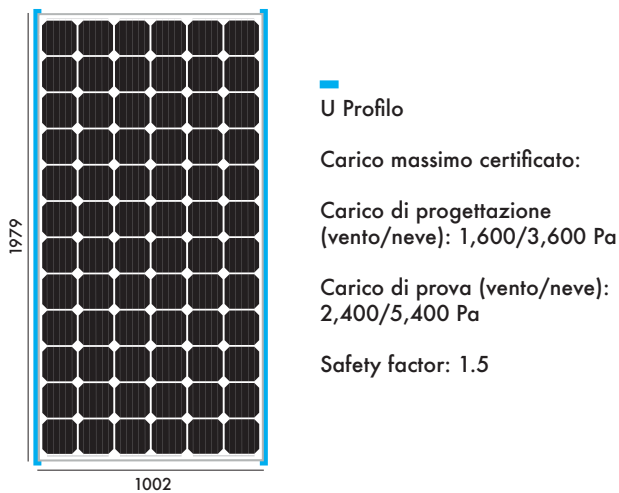 1979
1002
U Profilo
Carico massimo certificato:
Carico di progettazione
(vento/neve): 1,600/3,600 Pa
Carico di prova (vento/neve):
2,400/5,400 Pa
Safety factor: 1.5